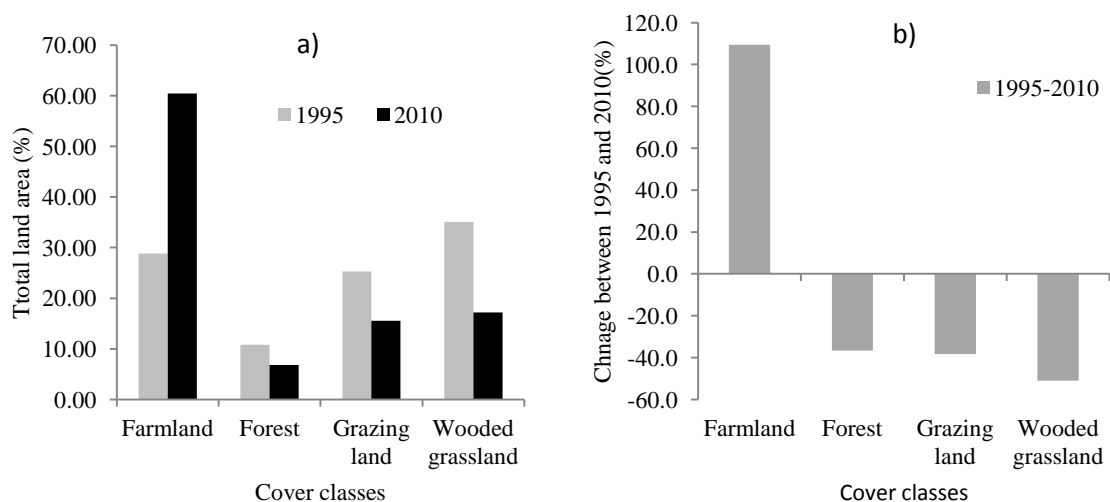 a)
70.00
60.00
50.00
40.00
30.00
20.00
10.00
0.00
Ttotal land area (%)
1995 2010
Farmland Forest Grazing Wooded
land grassland
Cover classes
b)
120.0
100.0
80.0
60.0
40.0
20.0
0.0
-20.0
-40.0
-60.0
Chnage between 1995 and 2010(%)
1995-2010
Farmland Forest Grazing Wooded
land grassland
Cover classes